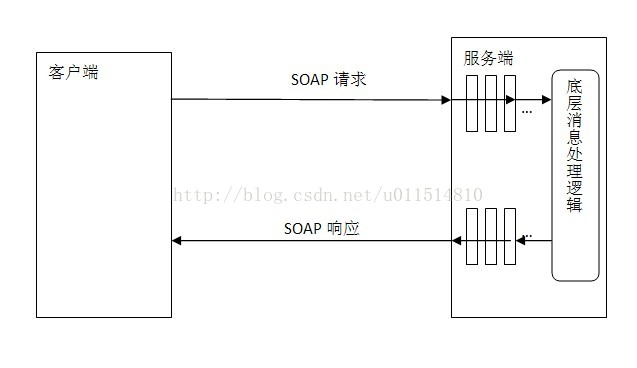 客户端
服务端
SOAP 请求
...
底层消息处理逻辑
http://blog.csdn.net/u011514810
SOAP 响应
...